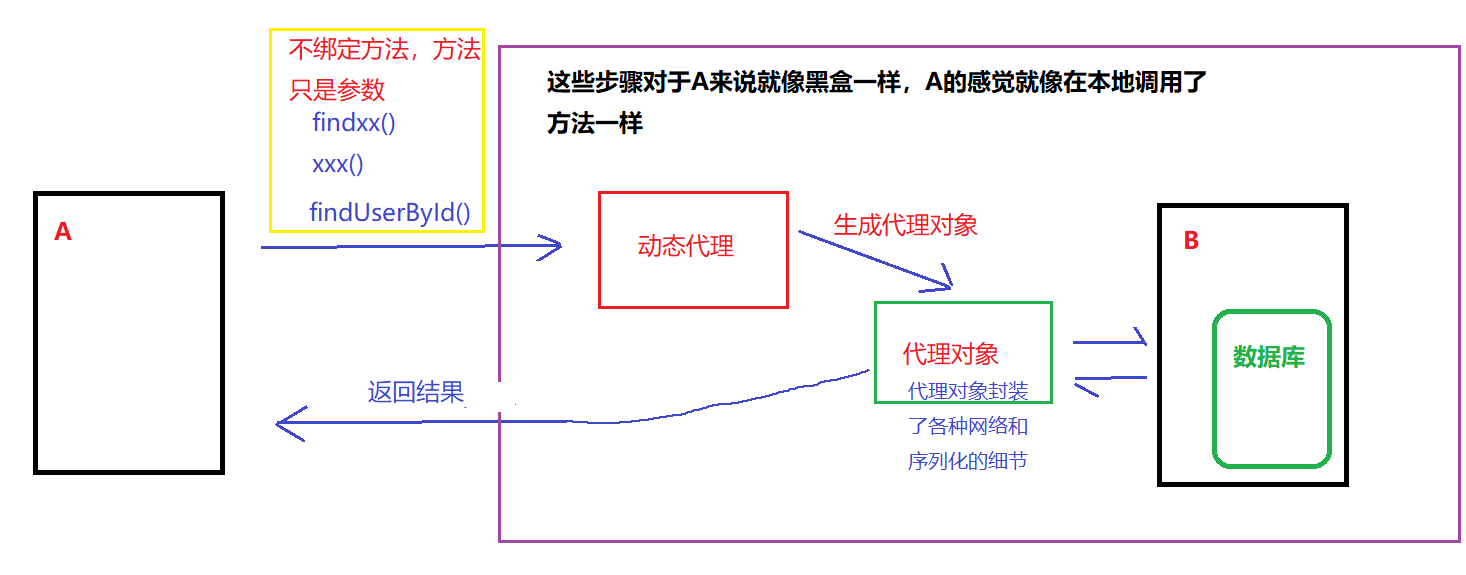 不绑定方法，方法
只是参数
findxx()
xxx()
findUserById()
这些步骤对于A来说就像黑盒一样，A的感觉就像在本地调用了
方法一样
A
动态代理
生成代理对象
B
代理对象
代理对象封装
了各种网络和
序列化的细节
数据库
返回结果